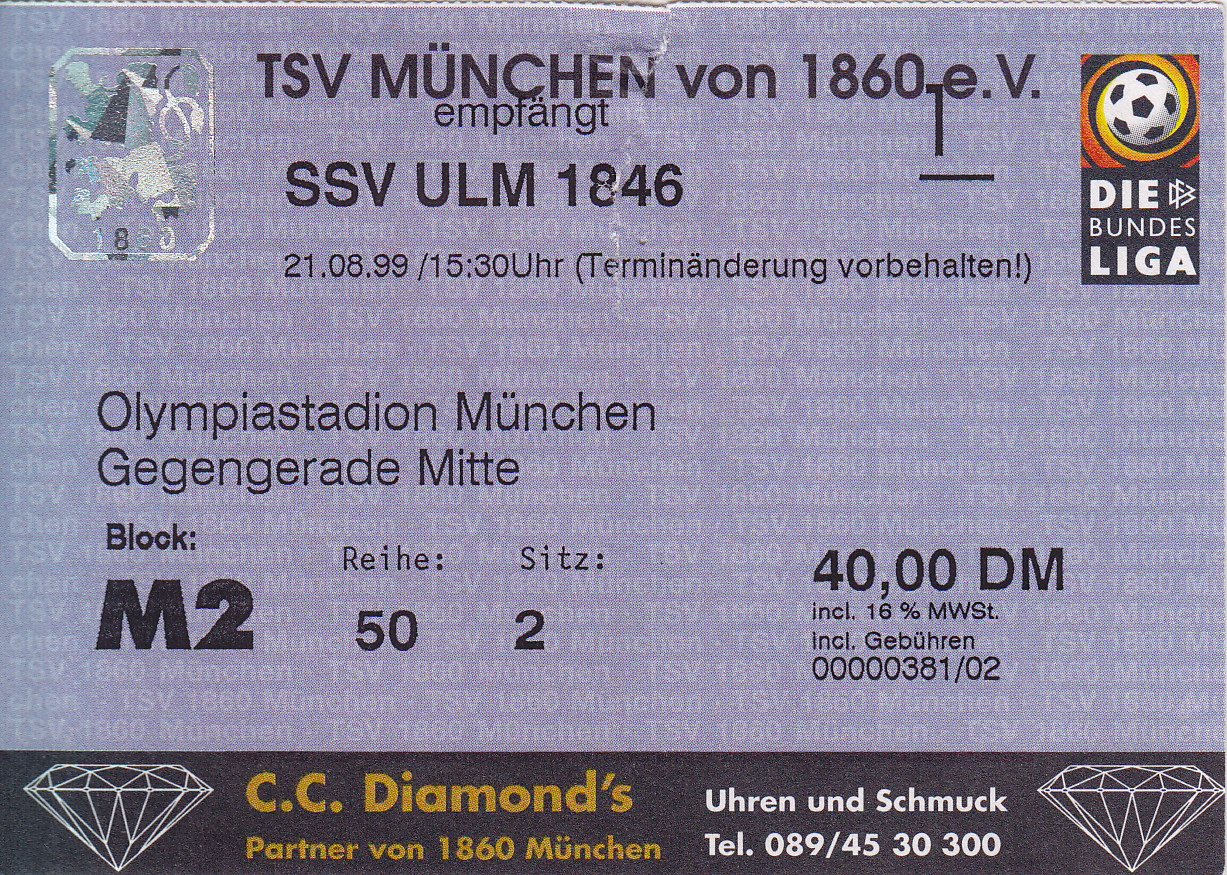 TSV MÜNCHEN von 1860 e.V.
empfängt
SSV ULM 1846
21.08.99 /15:30Uhr (Terminänderung vorbehalten!)
1860
DIE
BUNDES
LIGA
Olympiastadion München
Gegengerade Mitte
Block:
M2
Reihe:
50
Sitz:
2
40,00 DM
incl. 16 % MWSt.
incl. Gebühren
00000381/02
C.C. Diamond's
Partner von 1860 München
Uhren und Schmuck
Tel. 089/45 30 300